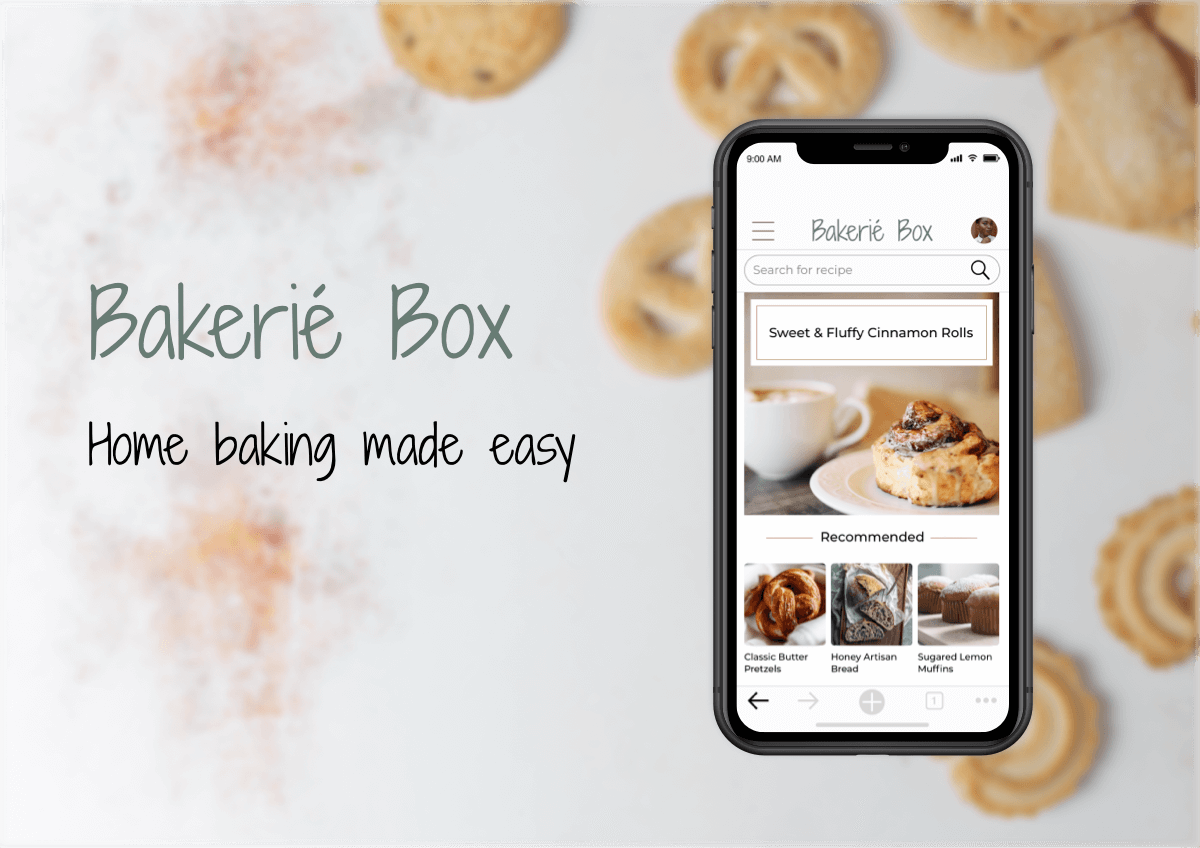 Bakerié Box
Home baking made easy
9:00 AM
Bakerié Box
Search for recipe
Sweet & Fluffy Cinnamon Rolls
Recommended
Classic Butter
Pretzels
Honey Artisan
Bread
Sugared Lemon
Muffins
1